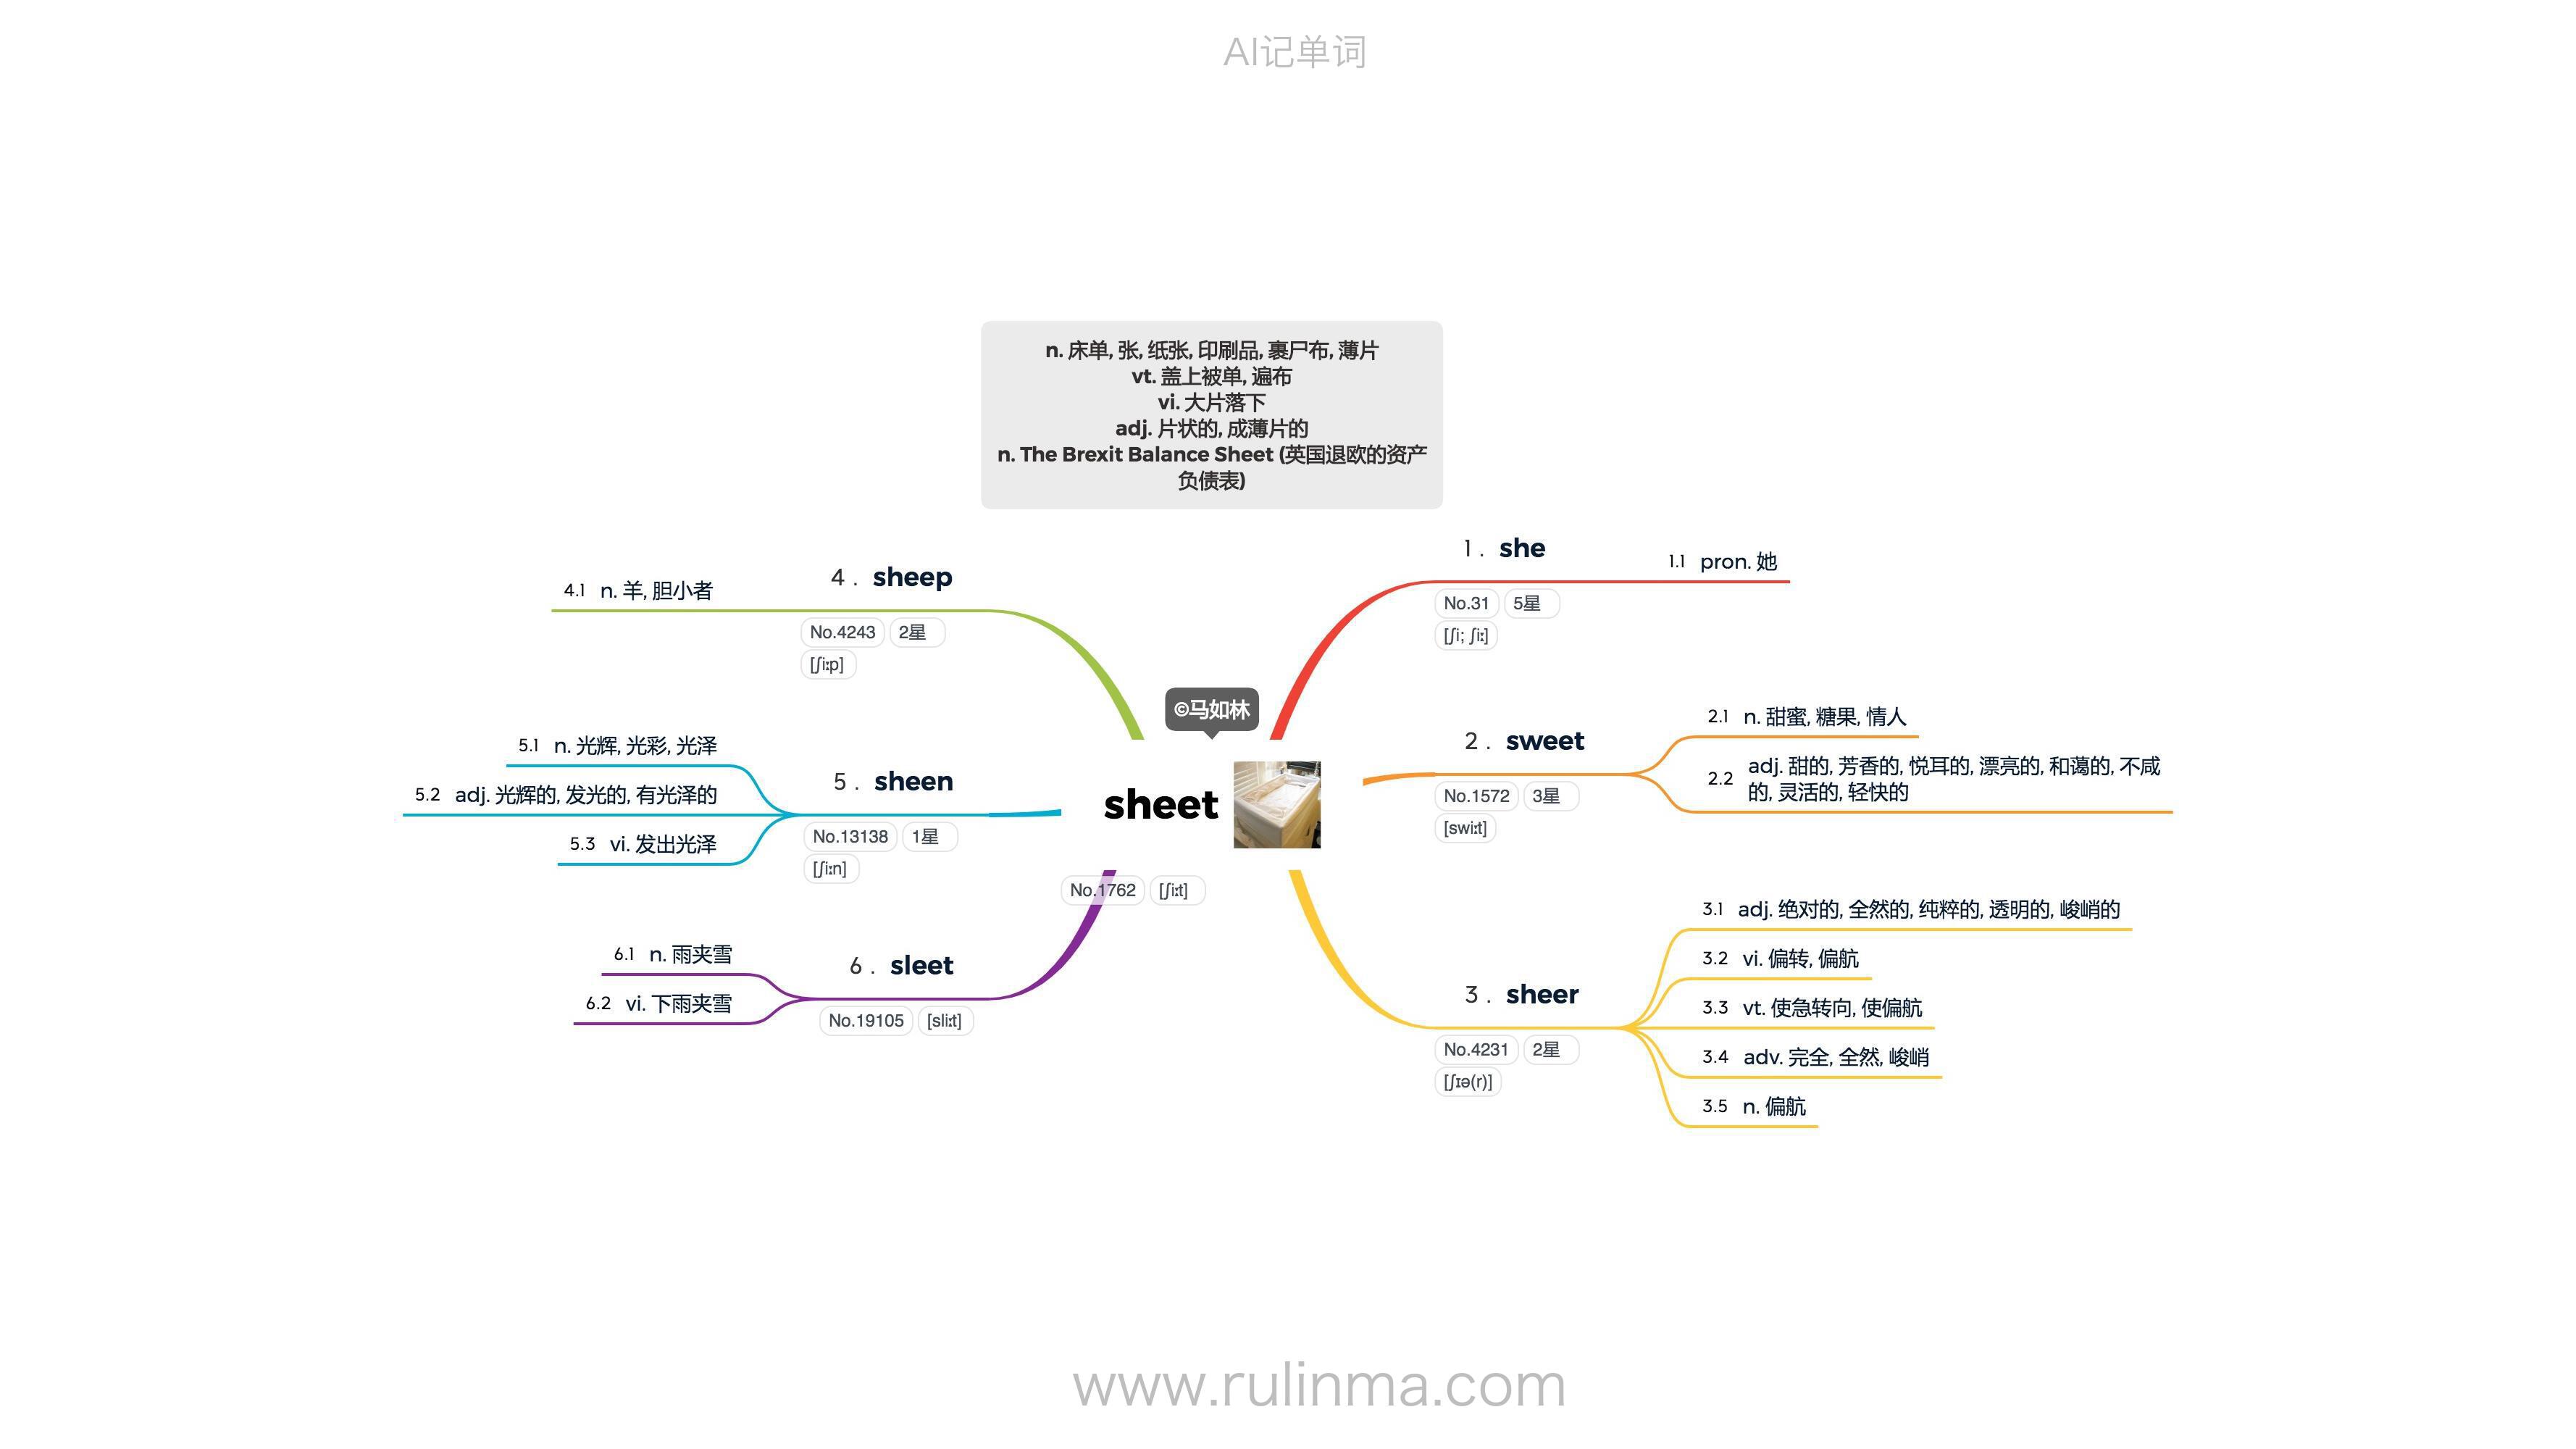 AI记单词
n. 床单, 张, 纸张, 印刷品, 裹尸布, 薄片
vt. 盖上被单, 遍布
vi. 大片落下
adj. 片状的, 成薄片的
n. The Brexit Balance Sheet (英国退欧的资产
负债表)
©马如林
sheet
No.1762 [ʃiːt]
1 . she
No.31 5星
[ʃi; ʃiː]
1.1 pron. 她
2 . sweet
No.1572 3星
[swiːt]
2.1 n. 甜蜜, 糖果, 情人
2.2 adj. 甜的, 芳香的, 悦耳的, 漂亮的, 和蔼的, 不咸
的, 灵活的, 轻快的
3 . sheer
No.4231 2星
[ʃɪə(r)]
3.1 adj. 绝对的, 全然的, 纯粹的, 透明的, 峻峭的
3.2 vi. 偏转, 偏航
3.3 vt. 使急转向, 使偏航
3.4 adv. 完全, 全然, 峻峭
3.5 n. 偏航
4 . sheep
No.4243 2星
[ʃiːp]
4.1 n. 羊, 胆小者
5 . sheen
No.13138 1星
[ʃiːn]
5.1 n. 光辉, 光彩, 光泽
5.2 adj. 光辉的, 发光的, 有光泽的
5.3 vi. 发出光泽
6 . sleet
No.19105 [sliːt]
6.1 n. 雨夹雪
6.2 vi. 下雨夹雪
www.rulinma.com